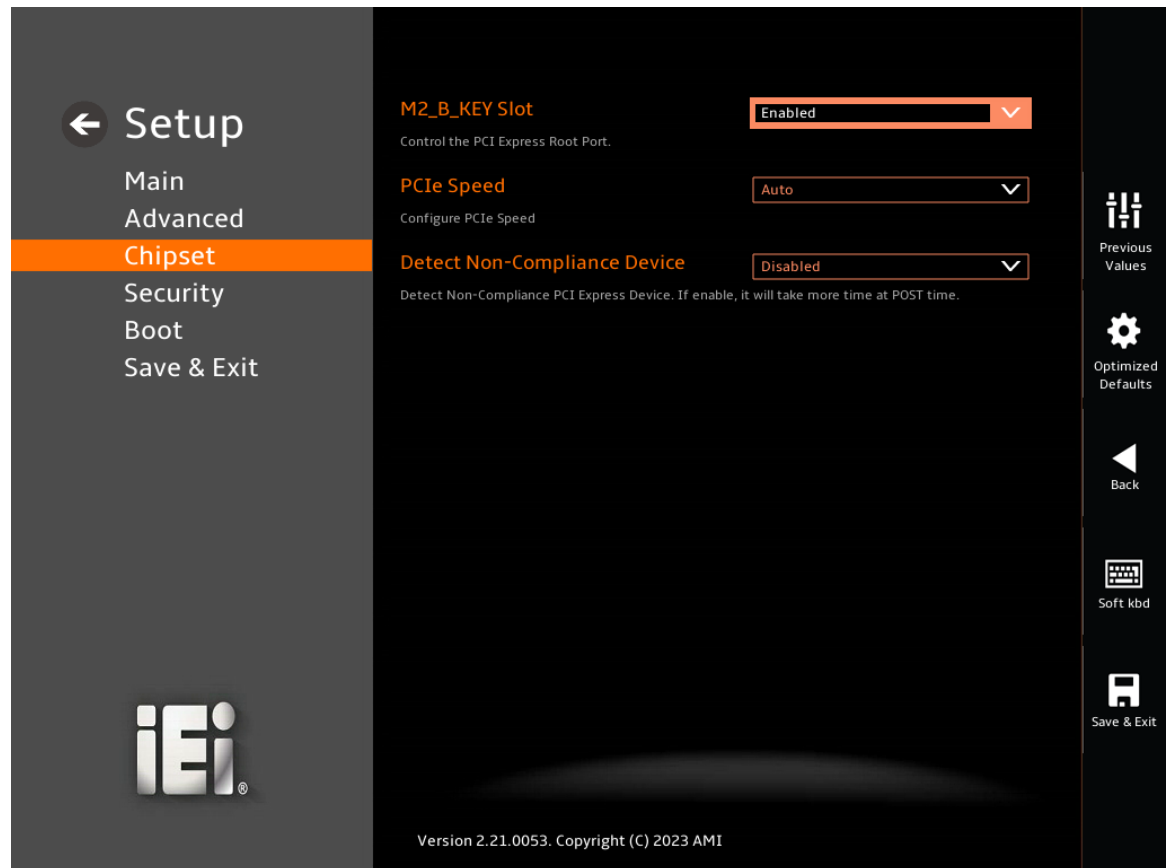 Setup
Main
Advanced
Chipset
Security
Boot
Save & Exit
iEi®
M2_B_KEY Slot
Enabled
Control the PCI Express Root Port.
PCIe Speed
Auto
Configure PCIe Speed
Detect Non-Compliance Device
Disabled
Detect Non-Compliance PCI Express Device. If enable, it will take more time at POST time.
Version 2.21.0053. Copyright (C) 2023 AMI
Previous
Values
Optimized
Defaults
Back
Soft kbd
Save & Exit